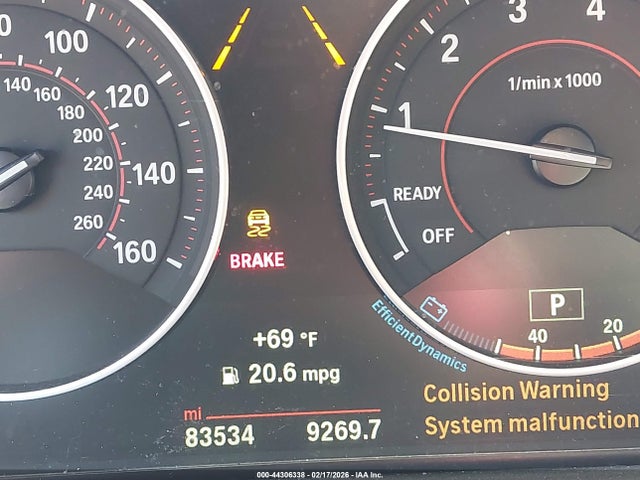 100
120
140
160
140
160
180
200
220
240
260
BRAKE
+69 °F
20.6 mpg
mi
83534 9269.7
1
2
3
4
1/min x 1000
READY
OFF
P
40 20
EfficientDynamics
Collision Warning
System malfunction
000-44306338 - 02/17/2026 - IAA Inc.